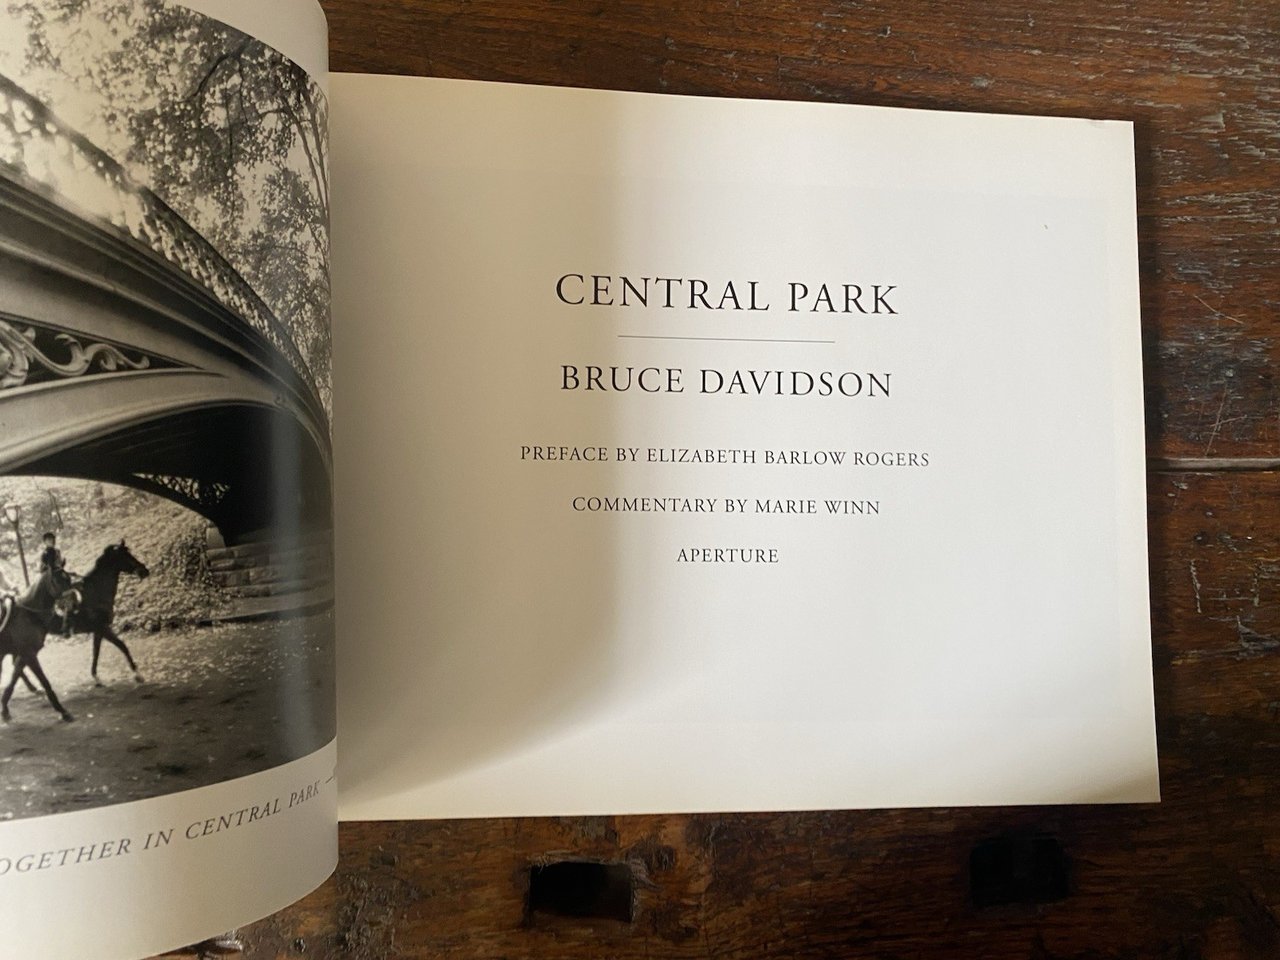 CENTRAL PARK
BRUCE DAVIDSON
PREFACE BY ELIZABETH BARLOW ROGERS
COMMENTARY BY MARIE WINN
APERTURE
OGETHER IN CENTRAL PARK —